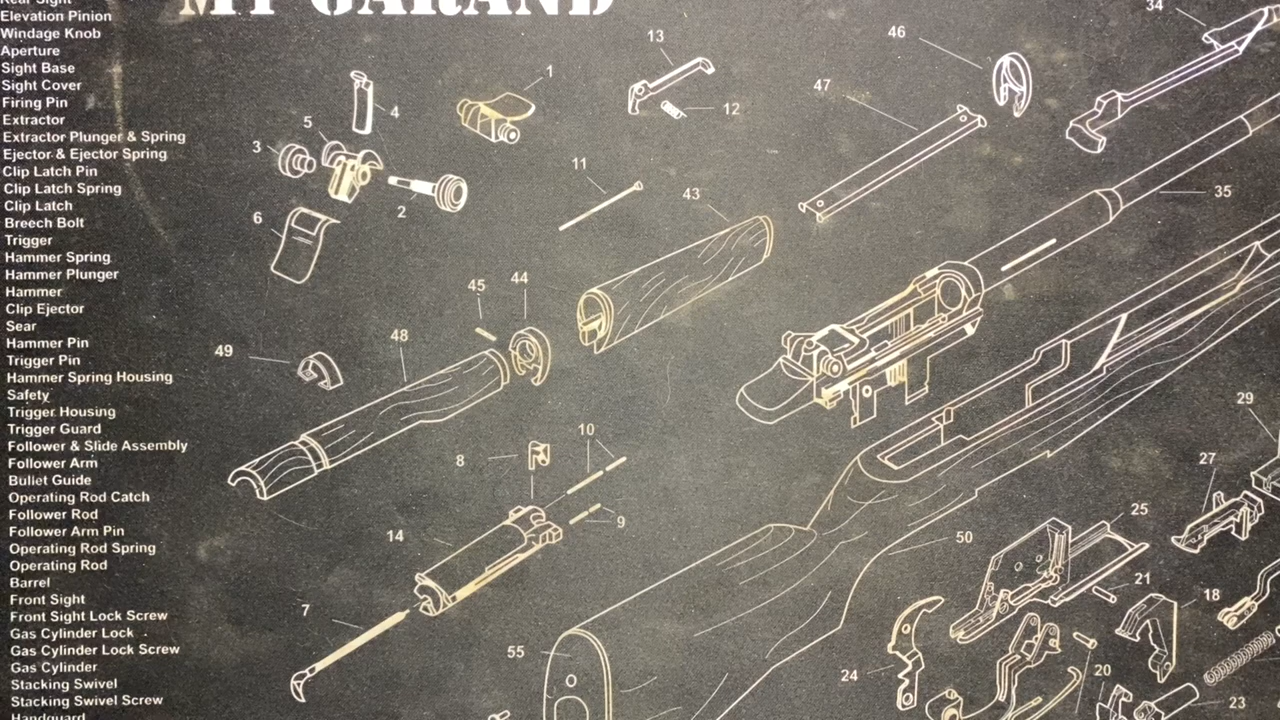 M1 GARAND
Rear Sight
Elevation Pinion
Windage Knob
Aperture
Sight Base
Sight Cover
Firing Pin
Extractor
Extractor Plunger & Spring
Ejector & Ejector Spring
Clip Latch Pin
Clip Latch Spring
Clip Latch
Breech Bolt
Trigger
Hammer Spring
Hammer Plunger
Hammer
Clip Ejector
Sear
Hammer Pin
Trigger Pin
Hammer Spring Housing
Safety
Trigger Housing
Trigger Guard
Follower & Slide Assembly
Follower Arm
Bullet Guide
Operating Rod Catch
Follower Rod
Follower Arm Pin
Operating Rod Spring
Operating Rod
Barrel
Front Sight
Front Sight Lock Screw
Gas Cylinder Lock
Gas Cylinder Lock Screw
Gas Cylinder
Stacking Swivel
Stacking Swivel Screw
Handguard
34
13
46
1
47
4
12
5
3
11
43
35
2
6
45
44
48
49
29
10
8
27
9
25
14
50
21
18
7
55
24
20
23